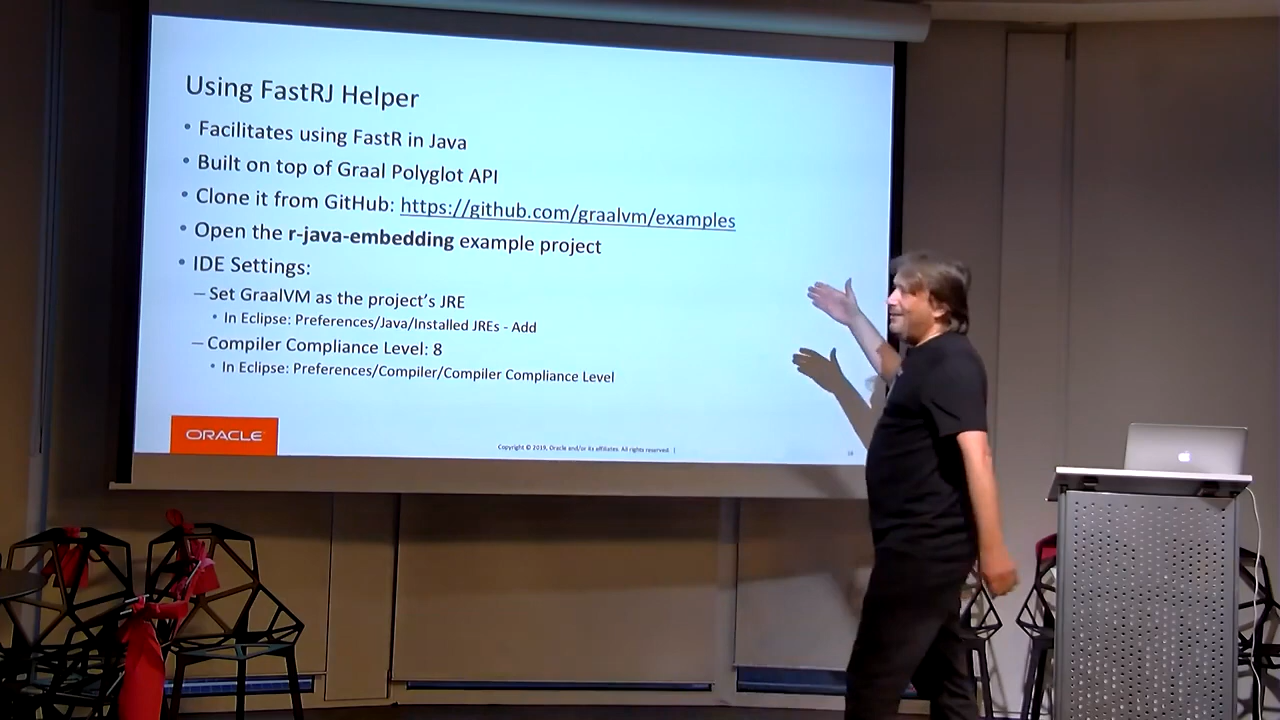 Using FastRJ Helper
• Facilitates using FastR in Java
• Built on top of Graal Polyglot API
• Clone it from GitHub: https://github.com/graalvm/examples
• Open the r-java-embedding example project
• IDE Settings:
– Set GraalVM as the project's JRE
• In Eclipse: Preferences/Java/Installed JREs - Add
– Compiler Compliance Level: 8
• In Eclipse: Preferences/Compiler/Compiler Compliance Level
ORACLE
Copyright © 2019, Oracle and/or its affiliates. All rights reserved. |